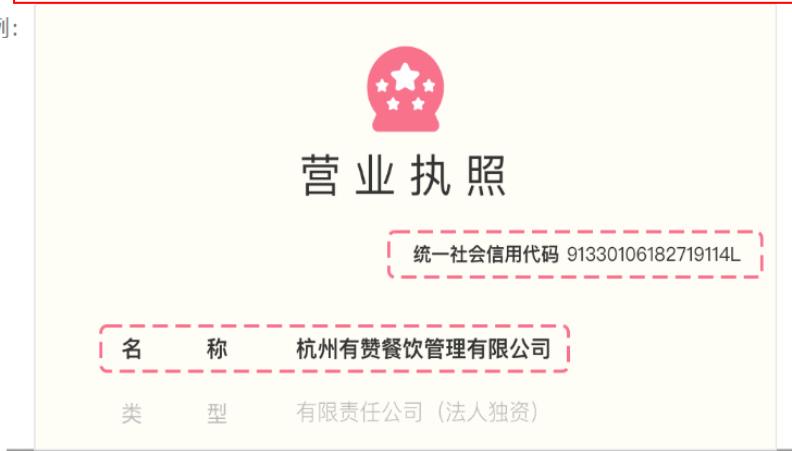 例：
营业执照
统一社会信用代码 91330106182719114L
名 称 杭州有赞餐饮管理有限公司
类 型 有限责任公司（法人独资）